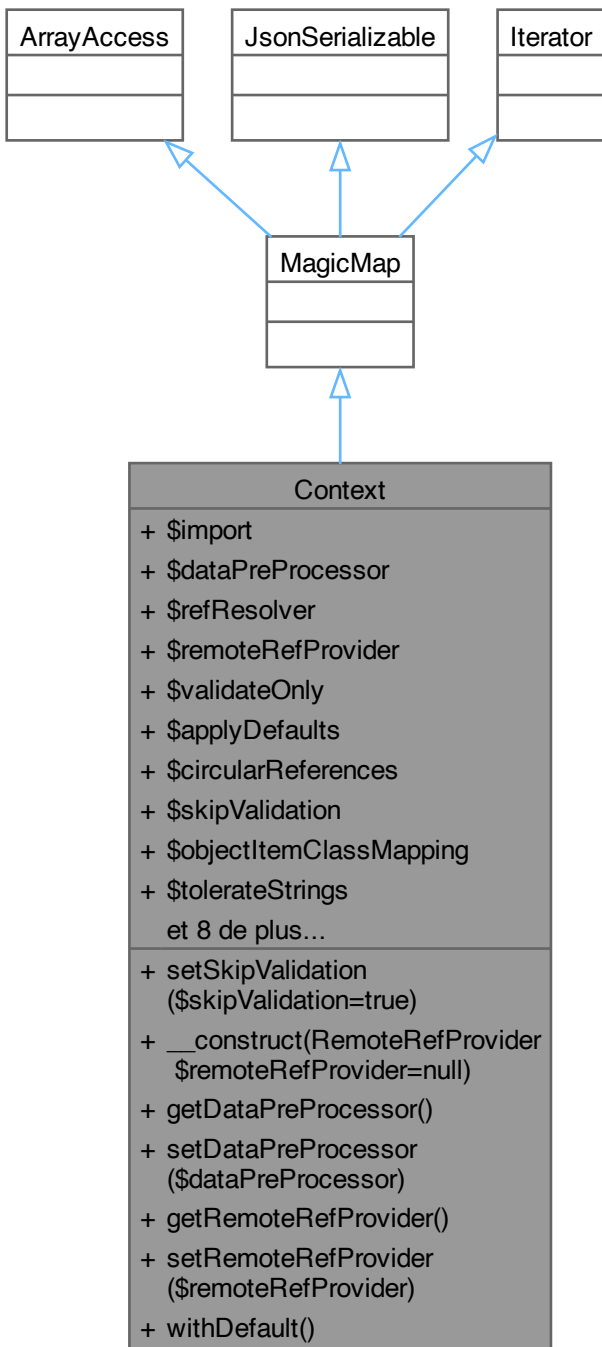 ArrayAccess
JsonSerializable
Iterator
MagicMap
Context
+ $import
+ $dataPreProcessor
+ $refResolver
+ $remoteRefProvider
+ $validateOnly
+ $applyDefaults
+ $circularReferences
+ $skipValidation
+ $objectItemClassMapping
+ $tolerateStrings
et 8 de plus...
+ setSkipValidation
($skipValidation=true)
+ __construct(RemoteRefProvider
$remoteRefProvider=null)
+ getDataPreProcessor()
+ setDataPreProcessor
($dataPreProcessor)
+ getRemoteRefProvider()
+ setRemoteRefProvider
($remoteRefProvider)
+ withDefault()